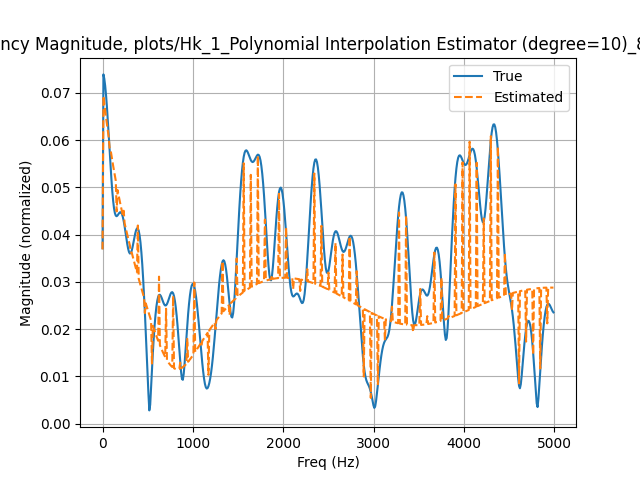 ncy Magnitude, plots/Hk_1_Polynomial Interpolation Estimator (degree=10)_
True
Estimated
0.07
0.06
0.05
0.04
0.03
0.02
0.01
0.00
Magnitude (normalized)
0
1000
2000
3000
4000
5000
Freq (Hz)